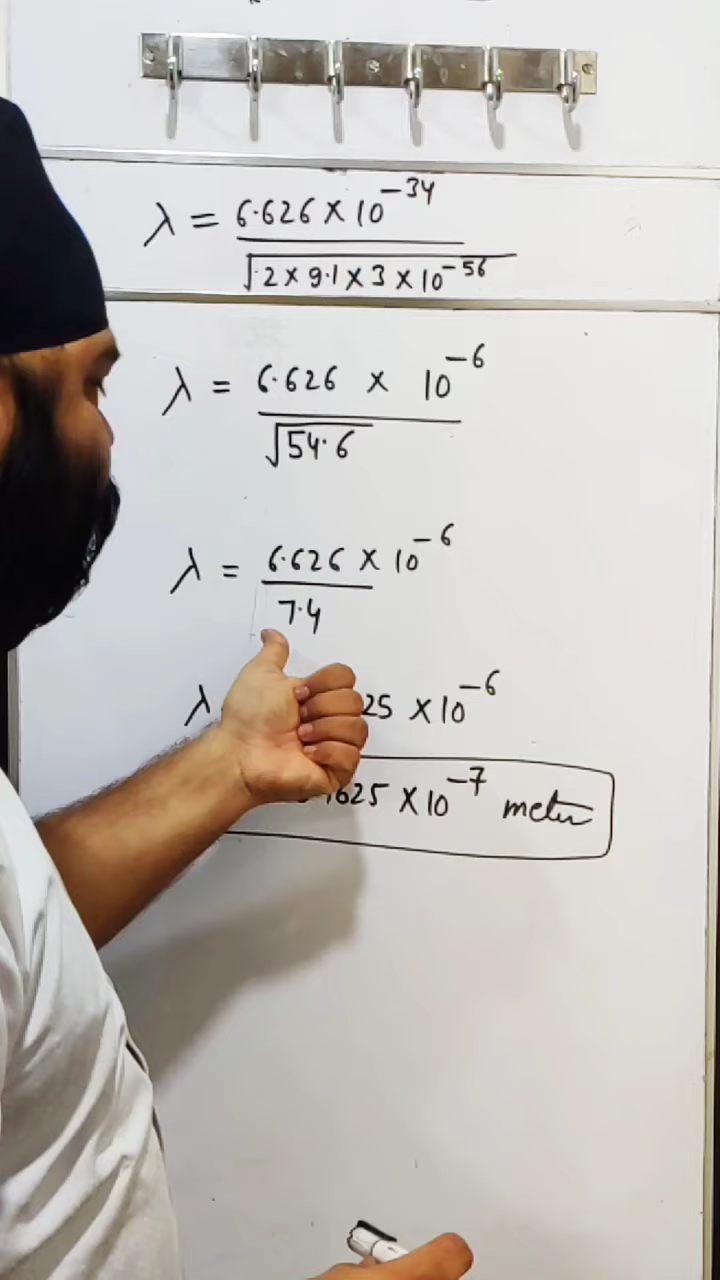 λ = 6.626 × 10⁻³⁴
√2 × 9.1 × 3 × 10⁻⁵⁶
λ = 6.626 × 10⁻⁶
√54.6
λ = 6.626 × 10⁻⁶
7.4
λ 25 × 10⁻⁶
1625 × 10⁻⁷ meter